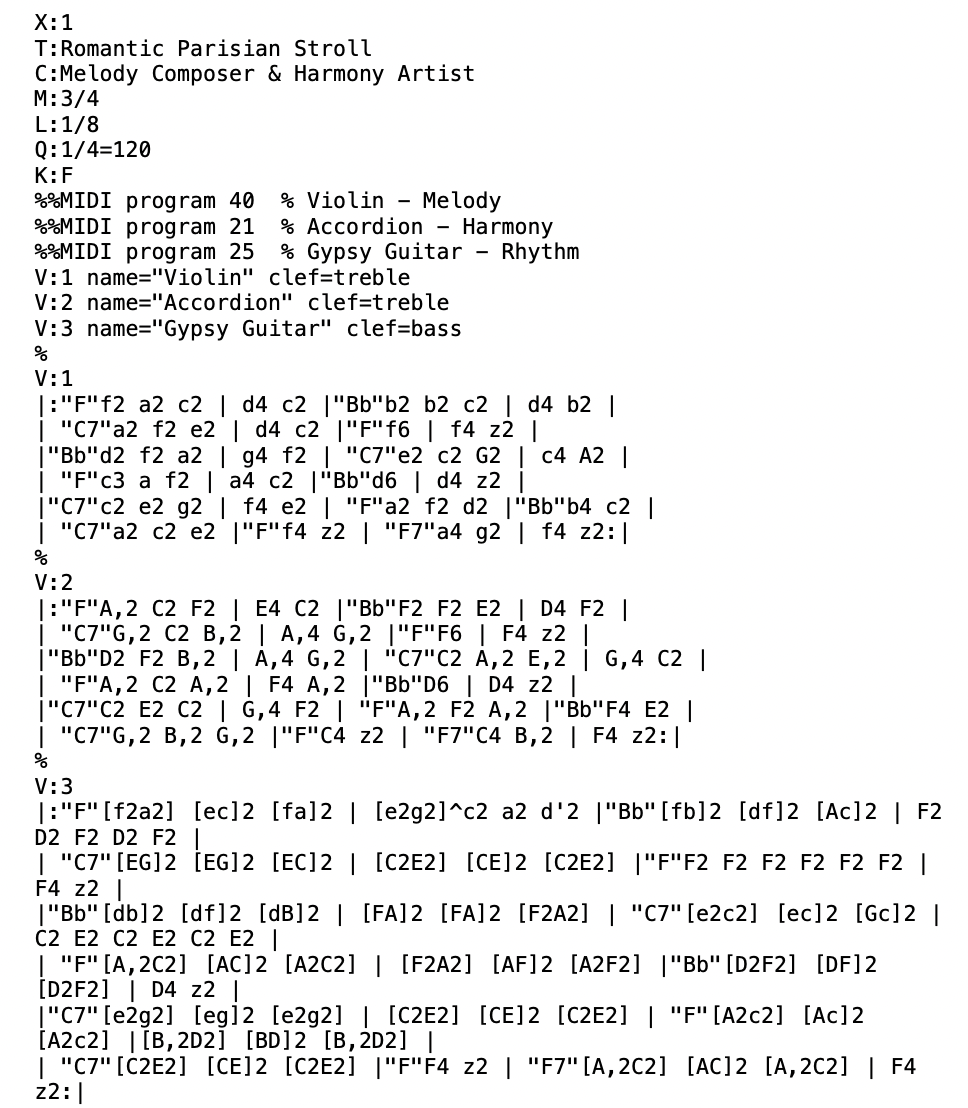 X:1
T:Romantic Parisian Stroll
C:Melody Composer & Harmony Artist
M:3/4
L:1/8
Q:1/4=120
K:F
%%MIDI program 40  % Violin – Melody
%%MIDI program 21  % Accordion – Harmony
%%MIDI program 25  % Gypsy Guitar – Rhythm
V:1 name="Violin" clef=treble
V:2 name="Accordion" clef=treble
V:3 name="Gypsy Guitar" clef=bass
%
V:1
|:"F"f2 a2 c2 | d4 c2 |"Bb"b2 b2 c2 | d4 b2 |
| "C7"a2 f2 e2 | d4 c2 |"F"f6 | f4 z2 |
|"Bb"d2 f2 a2 | g4 f2 | "C7"e2 c2 G2 | c4 A2 |
| "F"c3 a f2 | a4 c2 |"Bb"d6 | d4 z2 |
|"C7"c2 e2 g2 | f4 e2 | "F"a2 f2 d2 |"Bb"b4 c2 |
| "C7"a2 c2 e2 |"F"f4 z2 | "F7"a4 g2 | f4 z2:|
%
V:2
|:"F"A,2 C2 F2 | E4 C2 |"Bb"F2 F2 E2 | D4 F2 |
| "C7"G,2 C2 B,2 | A,4 G,2 |"F"F6 | F4 z2 |
|"Bb"D2 F2 B,2 | A,4 G,2 | "C7"C2 A,2 E,2 | G,4 C2 |
| "F"A,2 C2 A,2 | F4 A,2 |"Bb"D6 | D4 z2 |
|"C7"C2 E2 C2 | G,4 F2 | "F"A,2 F2 A,2 |"Bb"F4 E2 |
| "C7"G,2 B,2 G,2 |"F"C4 z2 | "F7"C4 B,2 | F4 z2:|
%
V:3
|:"F"[f2a2] [ec]2 [fa]2 | [e2g2]^c2 a2 d'2 |"Bb"[fb]2 [df]2 [Ac]2 | F2
D2 F2 D2 F2 |
| "C7"[EG]2 [EG]2 [EC]2 | [C2E2] [CE]2 [C2E2] |"F"F2 F2 F2 F2 F2 F2 |
F4 z2 |
|"Bb"[db]2 [df]2 [dB]2 | [FA]2 [FA]2 [F2A2] | "C7"[e2c2] [ec]2 [Gc]2 |
C2 E2 C2 E2 C2 E2 |
| "F"[A,2C2] [AC]2 [A2C2] | [F2A2] [AF]2 [A2F2] |"Bb"[D2F2] [DF]2
[D2F2] | D4 z2 |
|"C7"[e2g2] [eg]2 [e2g2] | [C2E2] [CE]2 [C2E2] | "F"[A2c2] [Ac]2
[A2c2] |[B,2D2] [BD]2 [B,2D2] |
| "C7"[C2E2] [CE]2 [C2E2] |"F"F4 z2 | "F7"[A,2C2] [AC]2 [A,2C2] | F4
z2:|